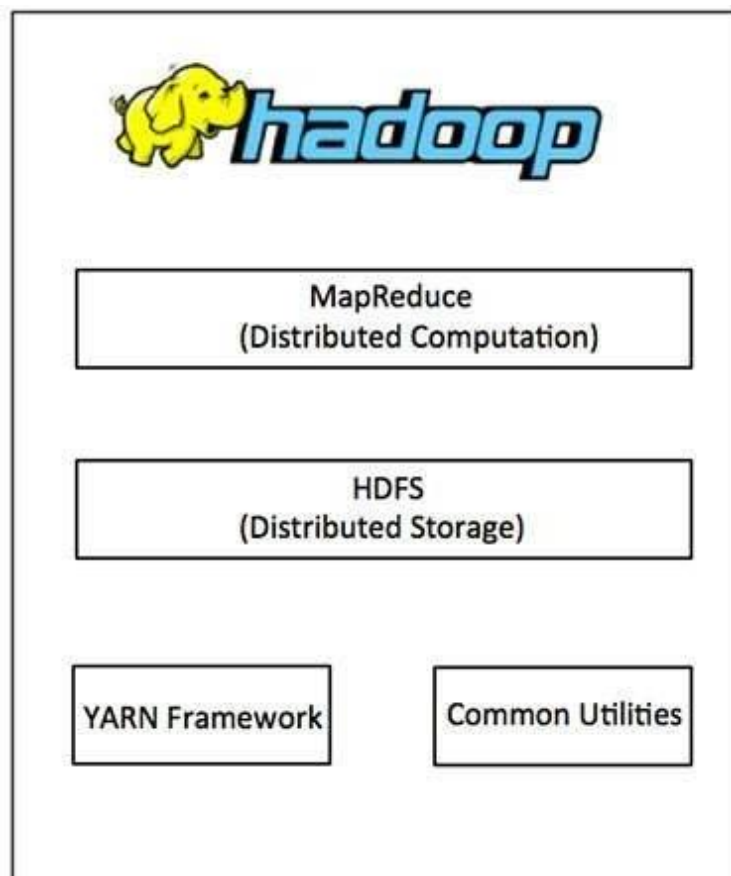 hadoop
MapReduce
(Distributed Computation)
HDFS
(Distributed Storage)
YARN Framework
Common Utilities